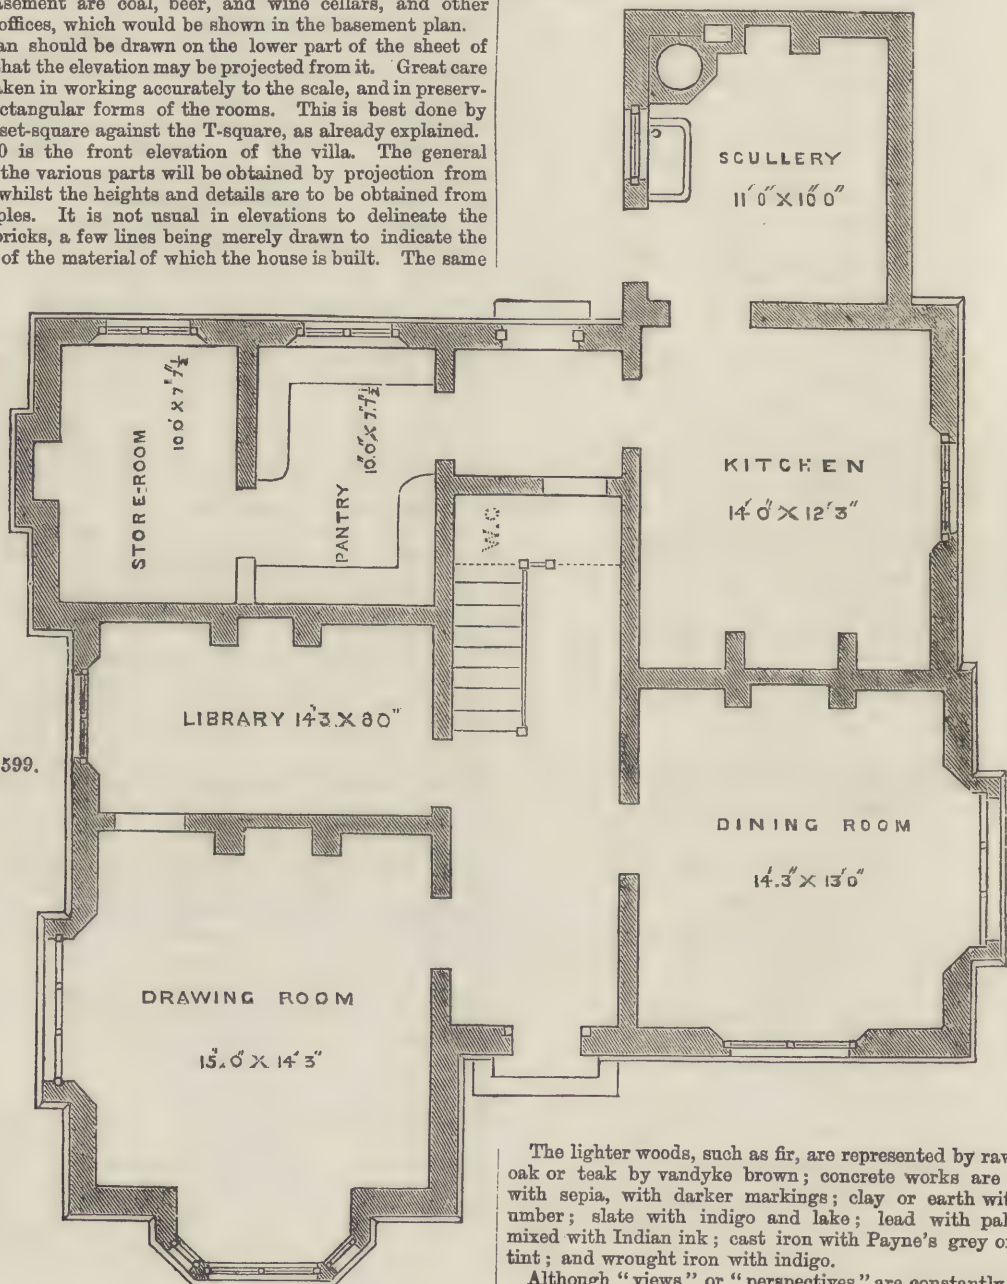 asement are coal, beer, and wine cellars, and other
offices, which would be shown in the basement plan.
an should be drawn on the lower part of the sheet of
hat the elevation may be projected from it. Great care
aken in working accurately to the scale, and in preserv-
ctangular forms of the rooms. This is best done by
set-square against the T-square, as already explained.
0 is the front elevation of the villa. The general
the various parts will be obtained by projection from
whilst the heights and details are to be obtained from
ples. It is not usual in elevations to delineate the
bricks, a few lines being merely drawn to indicate the
of the material of which the house is built. The same
SCULLERY
11'0" X 10'0"
STORE-ROOM
10'0" X 7'7½"
PANTRY
10'.0" X 7'.7½"
W.C
KITCHEN
14'0" X 12'3"
LIBRARY 14'3 X 80"
599.
DINING ROOM
14'.3" X 13'0"
DRAWING ROOM
15'.0" X 14'3"
The lighter woods, such as fir, are represented by raw
oak or teak by vandyke brown; concrete works are
with sepia, with darker markings; clay or earth wit
umber; slate with indigo and lake; lead with pal
mixed with Indian ink; cast iron with Payne's grey o
tint; and wrought iron with indigo.
Although "views" or "perspectives" are constantly